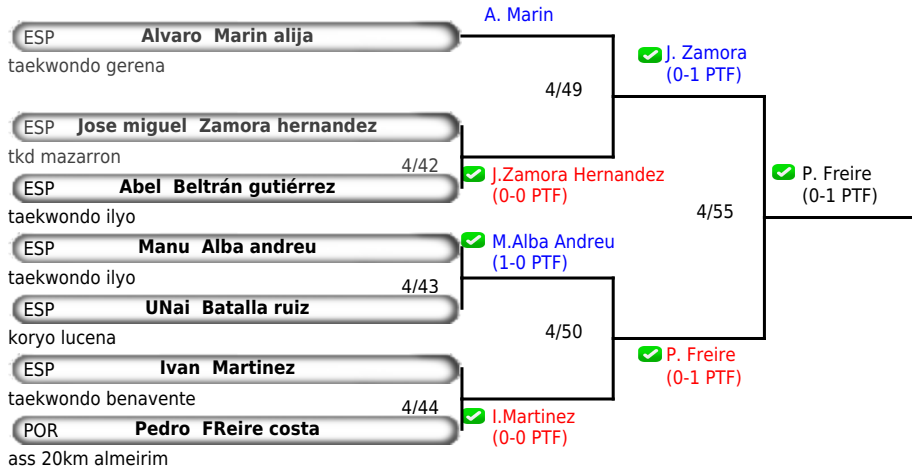 A. Marin
ESP Alvaro Marin alija
taekwondo gerena
J. Zamora
(0-1 PTF)
4/49
ESP Jose miguel Zamora hernandez
tkd mazarron
4/42
J.Zamora Hernandez
(0-0 PTF)
ESP Abel Beltrán gutiérrez
taekwondo ilyo
P. Freire
(0-1 PTF)
4/55
ESP Manu Alba andreu
taekwondo ilyo
M.Alba Andreu
(1-0 PTF)
4/43
ESP UNai Batalla ruiz
koryo lucena
4/50
P. Freire
(0-1 PTF)
ESP Ivan Martinez
taekwondo benavente
4/44
I.Martinez
(0-0 PTF)
POR Pedro FReire costa
ass 20km almeirim